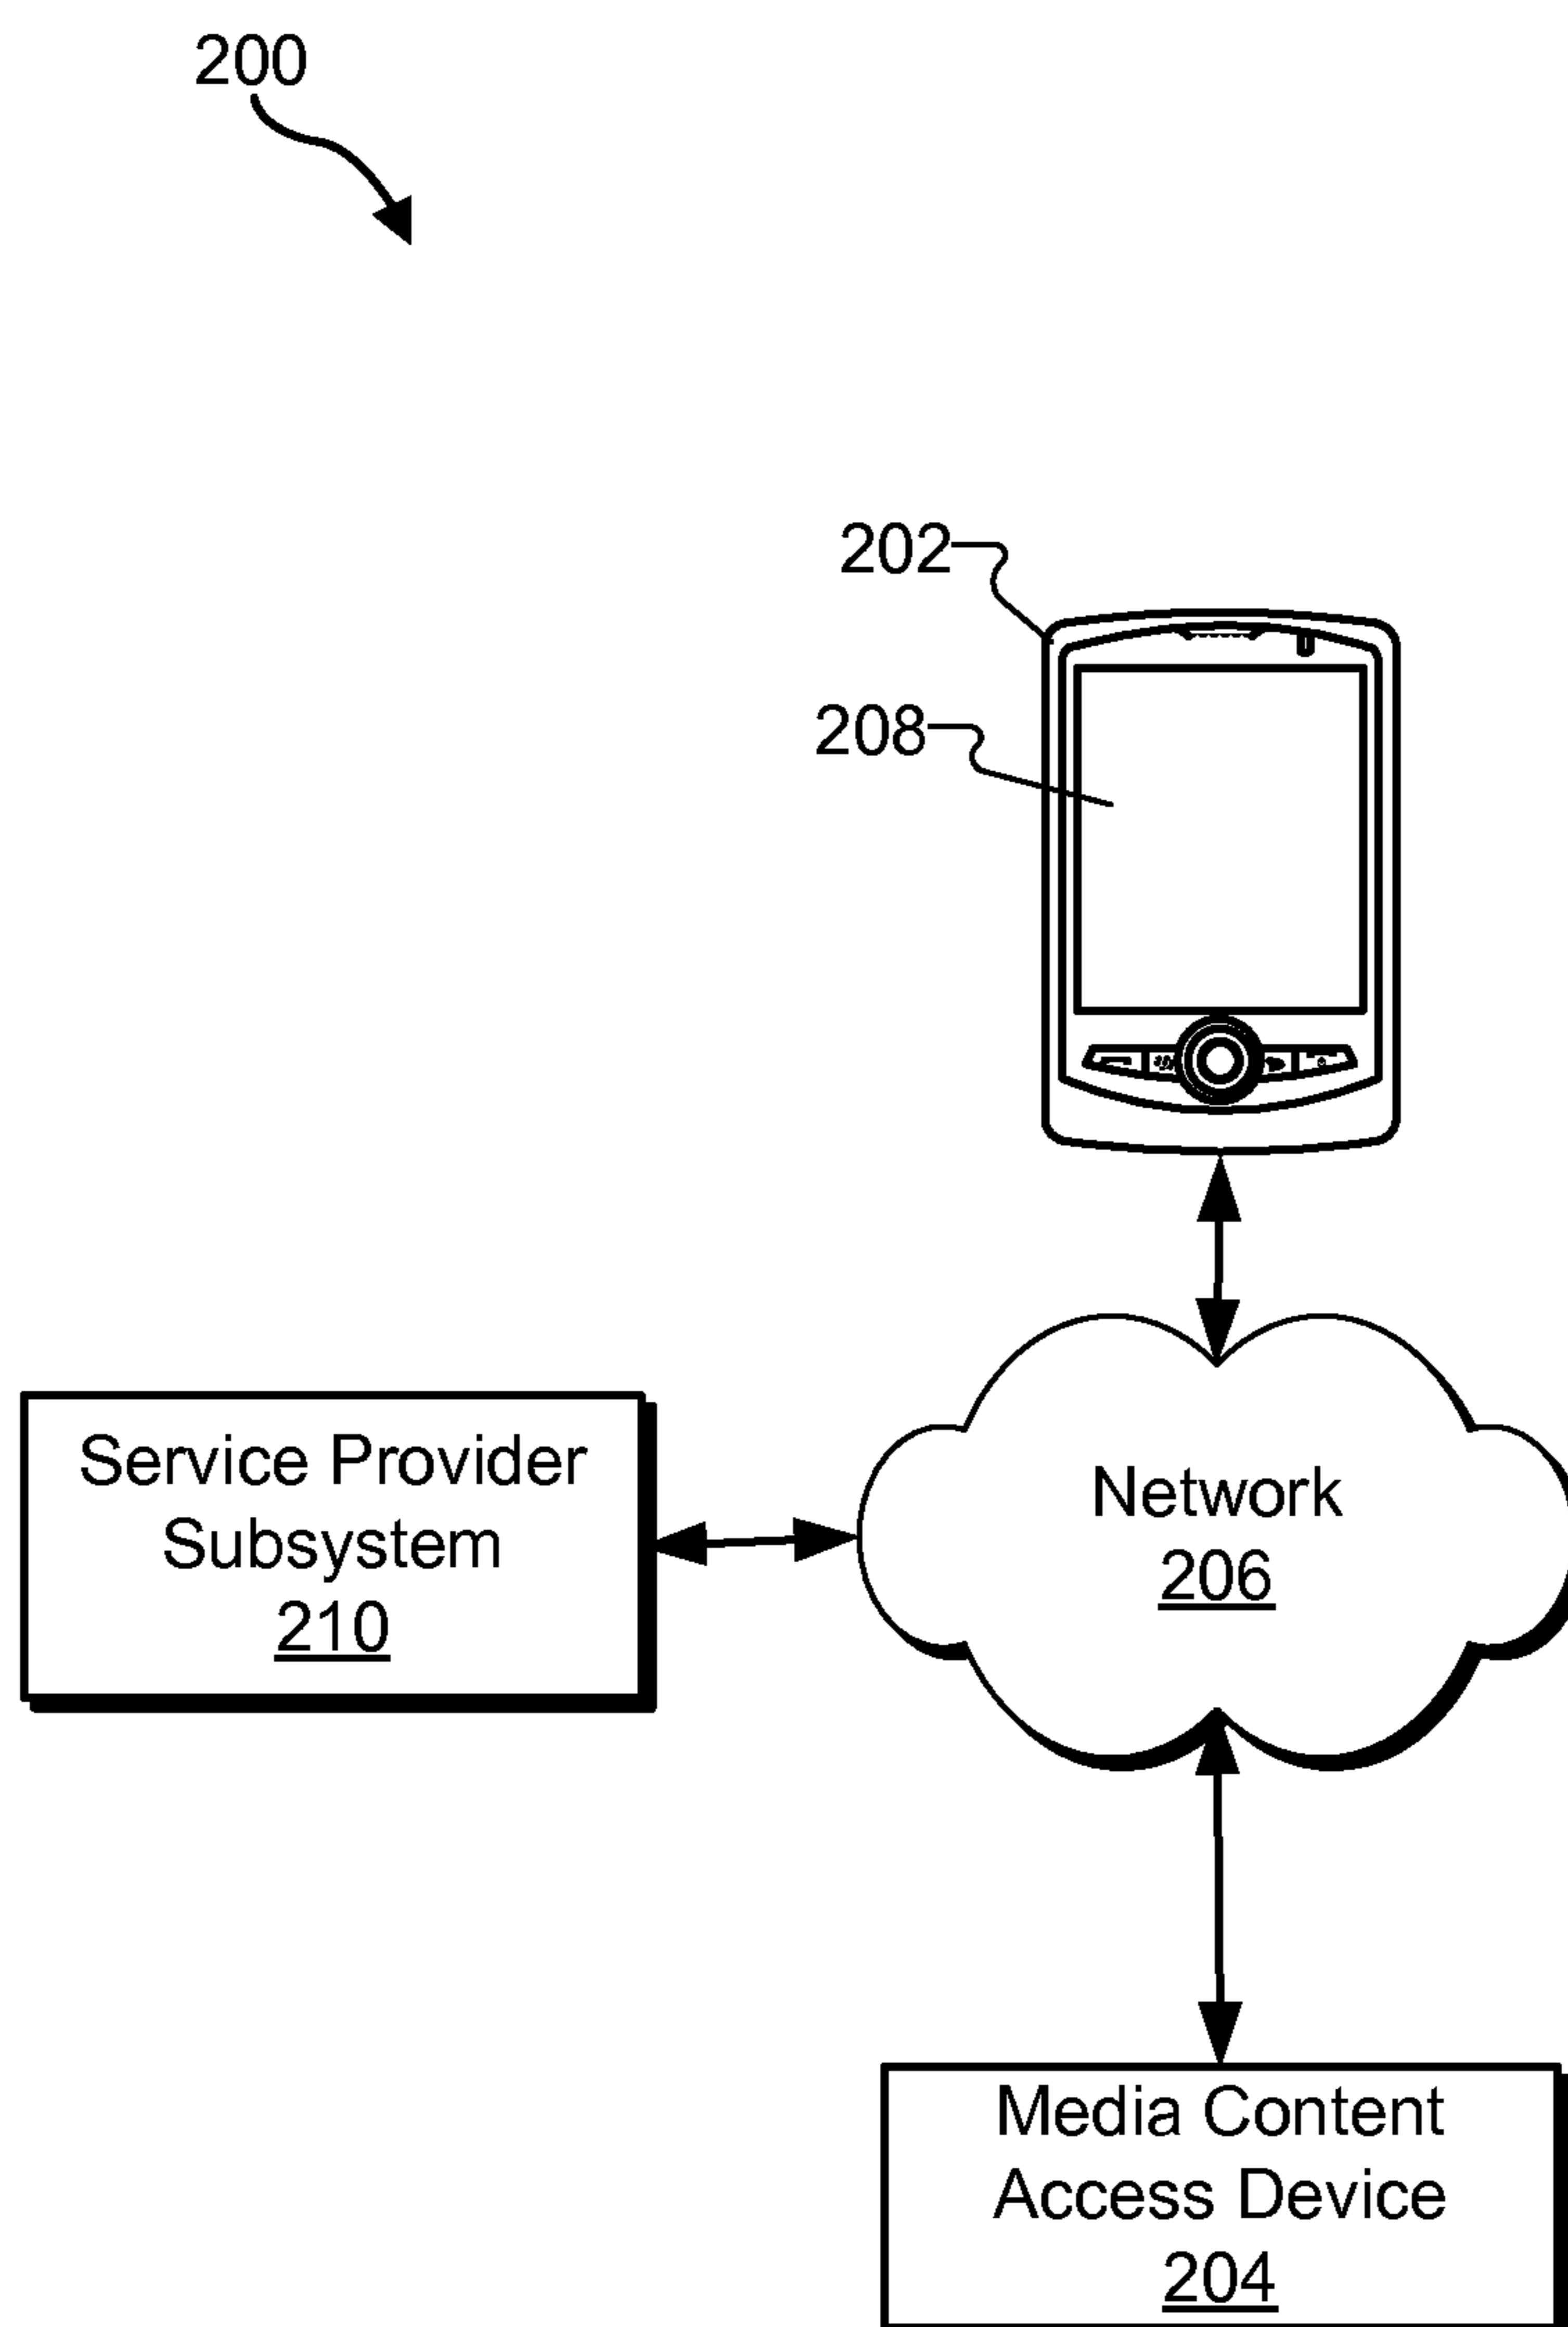 200
202
208
Service Provider
Subsystem
210
Network
206
Media Content
Access Device
204